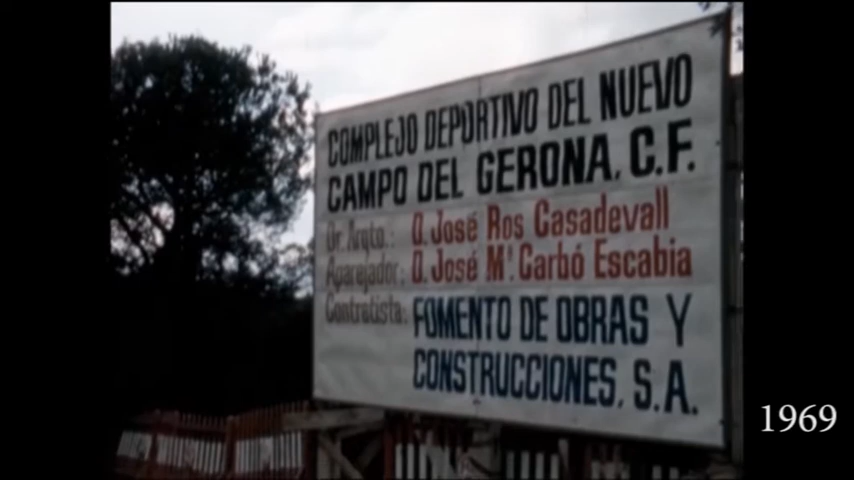 COMPLEJO DEPORTIVO DEL NUEVO
CAMPO DEL GERONA. C.F.
Dr. Arqto.: D. José Ros Casadevall
Aparejador: D. José Mª Carbó Escabia
Contratista: FOMENTO DE OBRAS Y
CONSTRUCCIONES. S.A.
1969